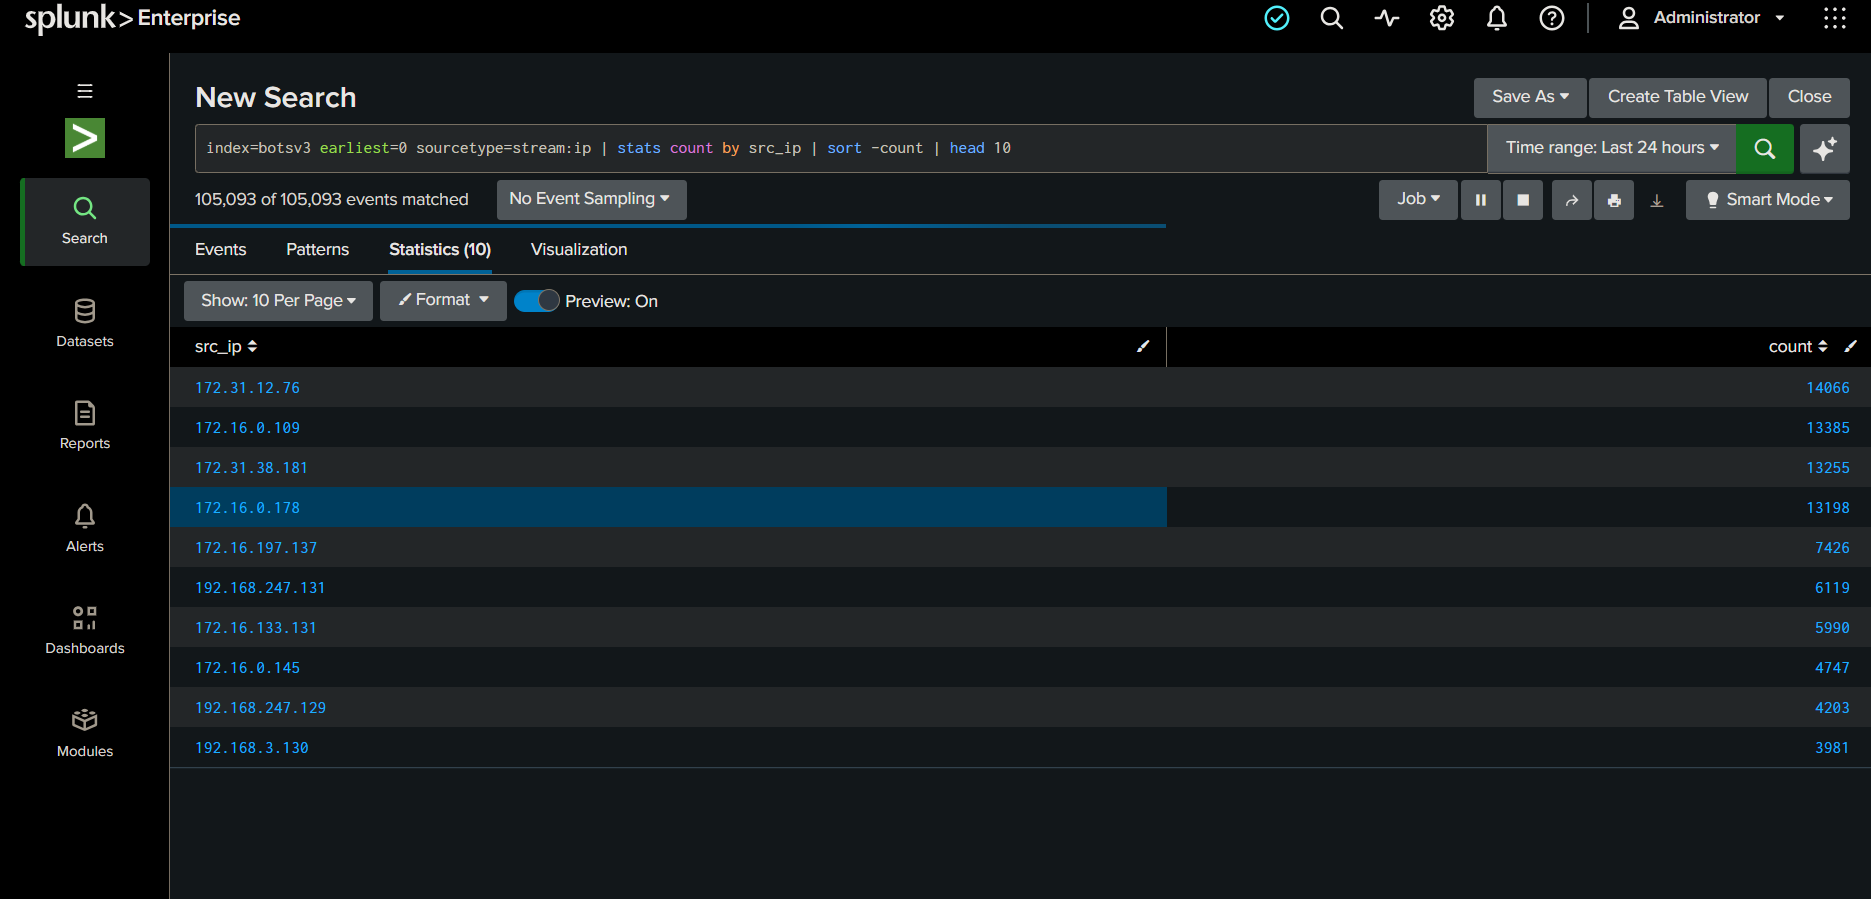 splunk> Enterprise
Administrator
New Search
Save As
Create Table View
Close
index=botsv3 earliest=0 sourcetype=stream:ip | stats count by src_ip | sort -count | head 10
Time range: Last 24 hours
105,093 of 105,093 events matched
No Event Sampling
Job
Smart Mode
Search
Datasets
Reports
Alerts
Dashboards
Modules
Events
Patterns
Statistics (10)
Visualization
Show: 10 Per Page
Format
Preview: On
src_ip count
172.31.12.76 14066
172.16.0.109 13385
172.31.38.181 13255
172.16.0.178 13198
172.16.197.137 7426
192.168.247.131 6119
172.16.133.131 5990
172.16.0.145 4747
192.168.247.129 4203
192.168.3.130 3981